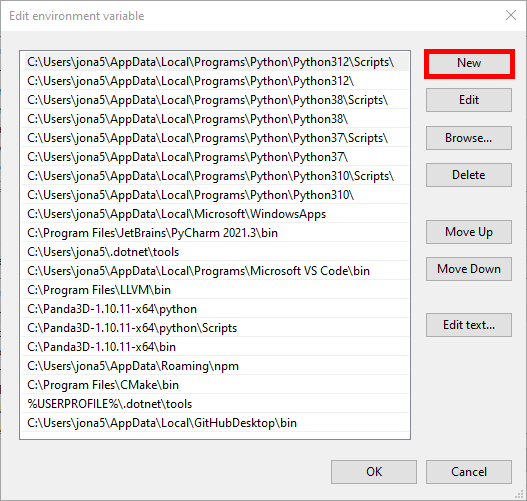 Edit environment variable
C:\Users\jona5\AppData\Local\Programs\Python\Python312\Scripts\
C:\Users\jona5\AppData\Local\Programs\Python\Python312\
C:\Users\jona5\AppData\Local\Programs\Python\Python38\Scripts\
C:\Users\jona5\AppData\Local\Programs\Python\Python38\
C:\Users\jona5\AppData\Local\Programs\Python\Python37\Scripts\
C:\Users\jona5\AppData\Local\Programs\Python\Python37\
C:\Users\jona5\AppData\Local\Programs\Python\Python310\Scripts\
C:\Users\jona5\AppData\Local\Programs\Python\Python310\
C:\Users\jona5\AppData\Local\Microsoft\WindowsApps
C:\Program Files\JetBrains\PyCharm 2021.3\bin
C:\Users\jona5\.dotnet\tools
C:\Users\jona5\AppData\Local\Programs\Microsoft VS Code\bin
C:\Program Files\LLVM\bin
C:\Panda3D-1.10.11-x64\python
C:\Panda3D-1.10.11-x64\python\Scripts
C:\Panda3D-1.10.11-x64\bin
C:\Users\jona5\AppData\Roaming\npm
C:\Program Files\CMake\bin
%USERPROFILE%\.dotnet\tools
C:\Users\jona5\AppData\Local\GitHubDesktop\bin
New
Edit
Browse...
Delete
Move Up
Move Down
Edit text...
OK
Cancel